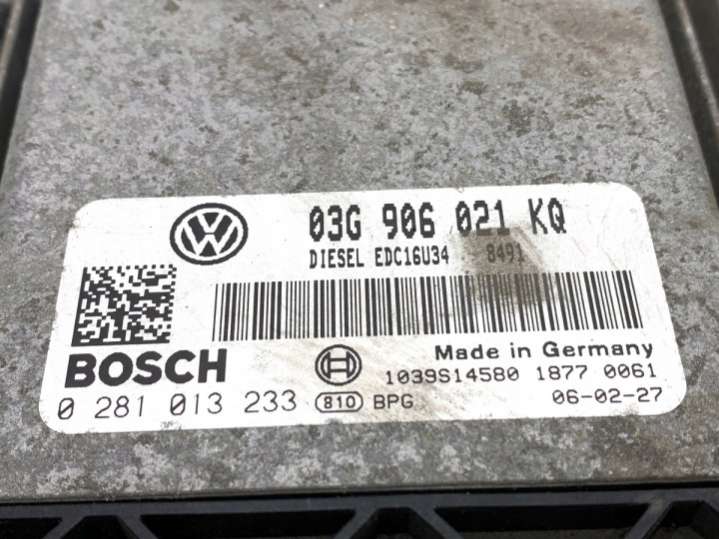 03G 906 021 KQ
DIESEL EDC16U34 8491
BOSCH
Made in Germany
1039S14580 1877 0061
0 281 013 233 810 BPG 06-02-27